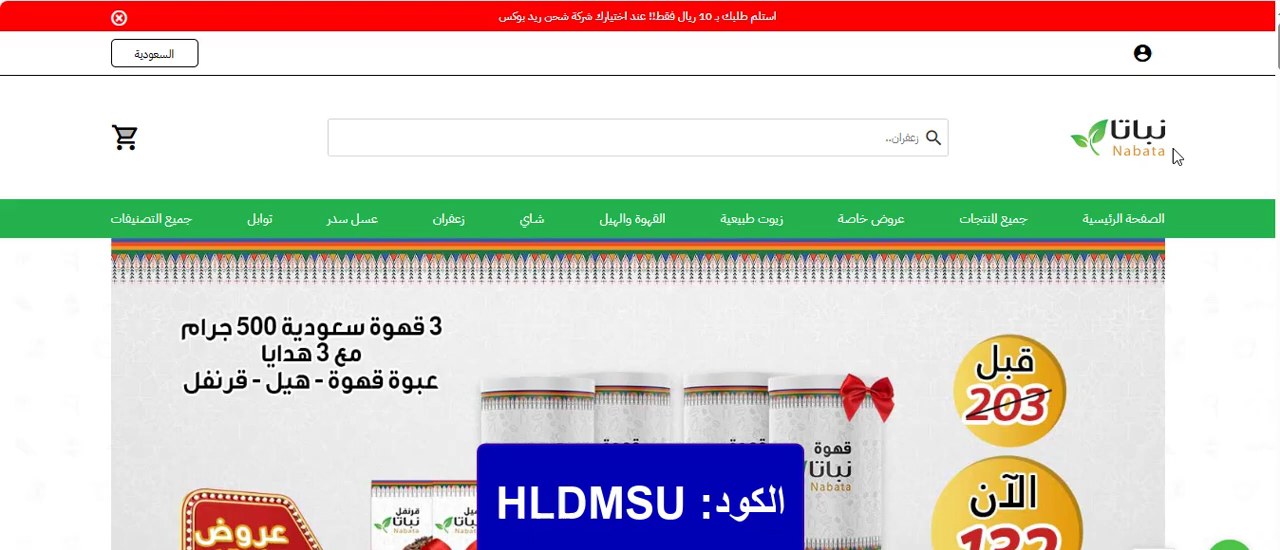 استلم طلبك بـ 10 ريال فقط!! عند اختيارك شركة شحن ريد بوكس
السعودية
نباتا
Nabata
زعفران..
الصفحة الرئيسية
جميع المنتجات
عروض خاصة
زيوت طبيعية
القهوة والهيل
شاي
زعفران
عسل سدر
توابل
جميع التصنيفات
3 قهوة سعودية 500 جرام
مع 3 هدايا
عبوة قهوة - هيل - قرنفل
قبل
203
الآن
132
قهوة
نباتا
Nabata
الكود: HLDMSU
قرنفل
نباتا
Nabata
هيل
عروض